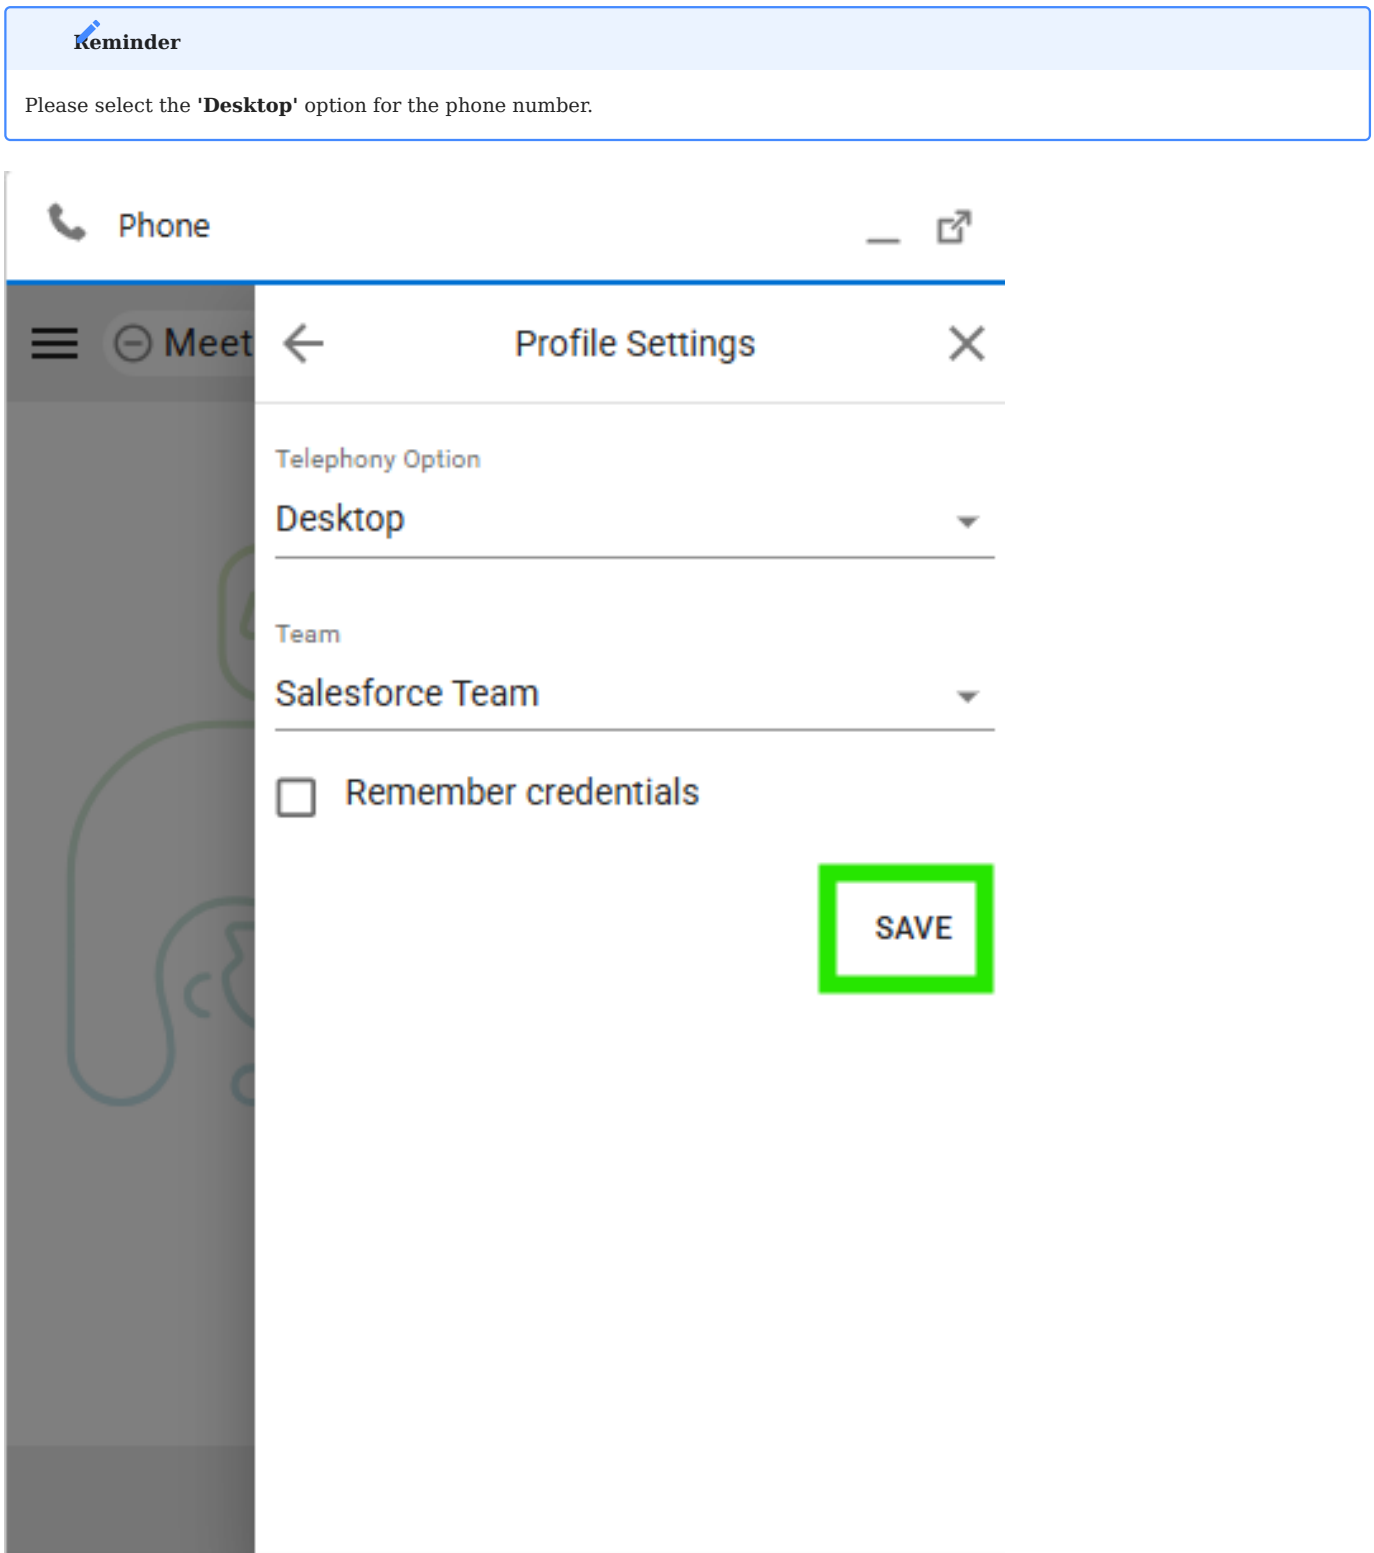 Reminder
Please select the 'Desktop' option for the phone number.
Phone
Meet
Profile Settings
Telephony Option
Desktop
Team
Salesforce Team
Remember credentials
SAVE